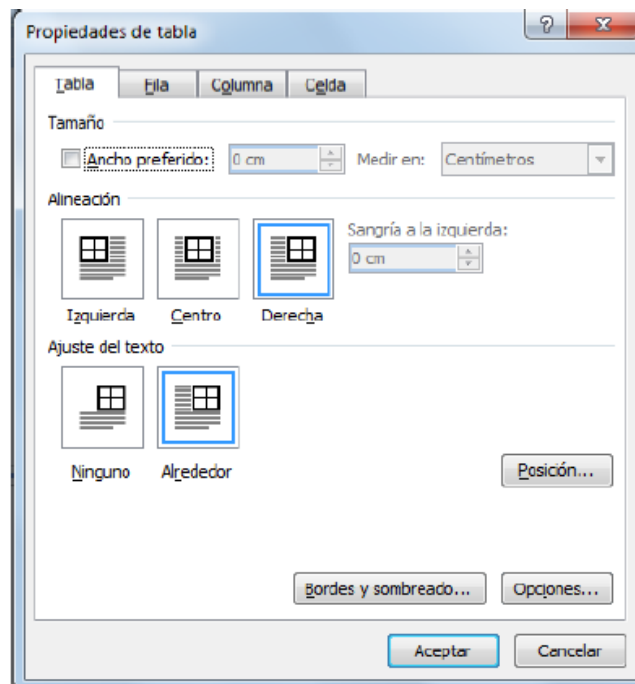 Propiedades de tabla
Tabla Fila Columna Celda
Tamaño
Ancho preferido: 0 cm Medir en: Centímetros
Alineación
Sangría a la izquierda:
0 cm
Izquierda Centro Derecha
Ajuste del texto
Ninguno Alrededor
Posición...
Bordes y sombreado... Opciones...
Aceptar Cancelar